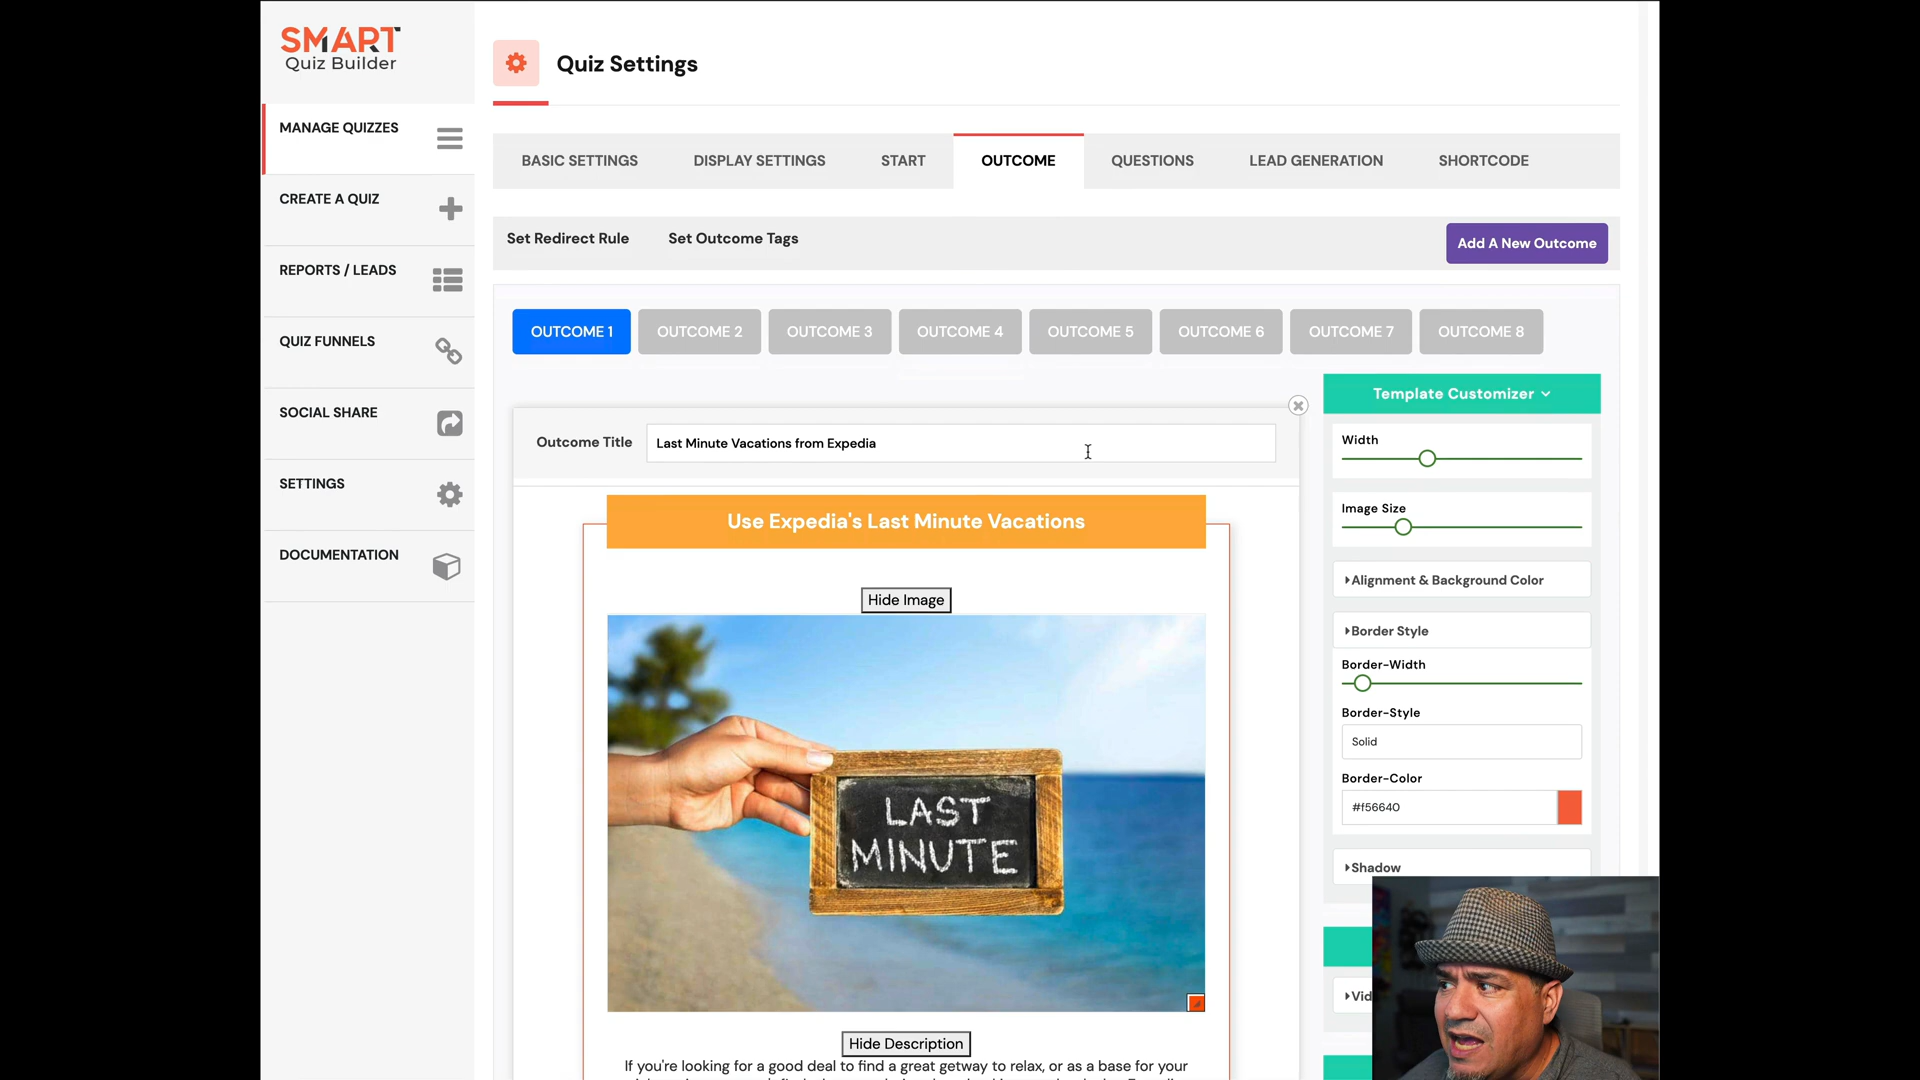 SMART
Quiz Builder
MANAGE QUIZZES
CREATE A QUIZ
REPORTS / LEADS
QUIZ FUNNELS
SOCIAL SHARE
SETTINGS
DOCUMENTATION
Quiz Settings
BASIC SETTINGS DISPLAY SETTINGS START OUTCOME QUESTIONS LEAD GENERATION SHORTCODE
Set Redirect Rule Set Outcome Tags Add A New Outcome
OUTCOME 1 OUTCOME 2 OUTCOME 3 OUTCOME 4 OUTCOME 5 OUTCOME 6 OUTCOME 7 OUTCOME 8
Outcome Title Last Minute Vacations from Expedia
Use Expedia's Last Minute Vacations
Hide Image
LAST
MINUTE
Hide Description
If you're looking for a good deal to find a great getway to relax, or as a base for your
Template Customizer
Width
Image Size
Alignment & Background Color
Border Style
Border-Width
Border-Style
Solid
Border-Color
#f56640
Shadow
Vid